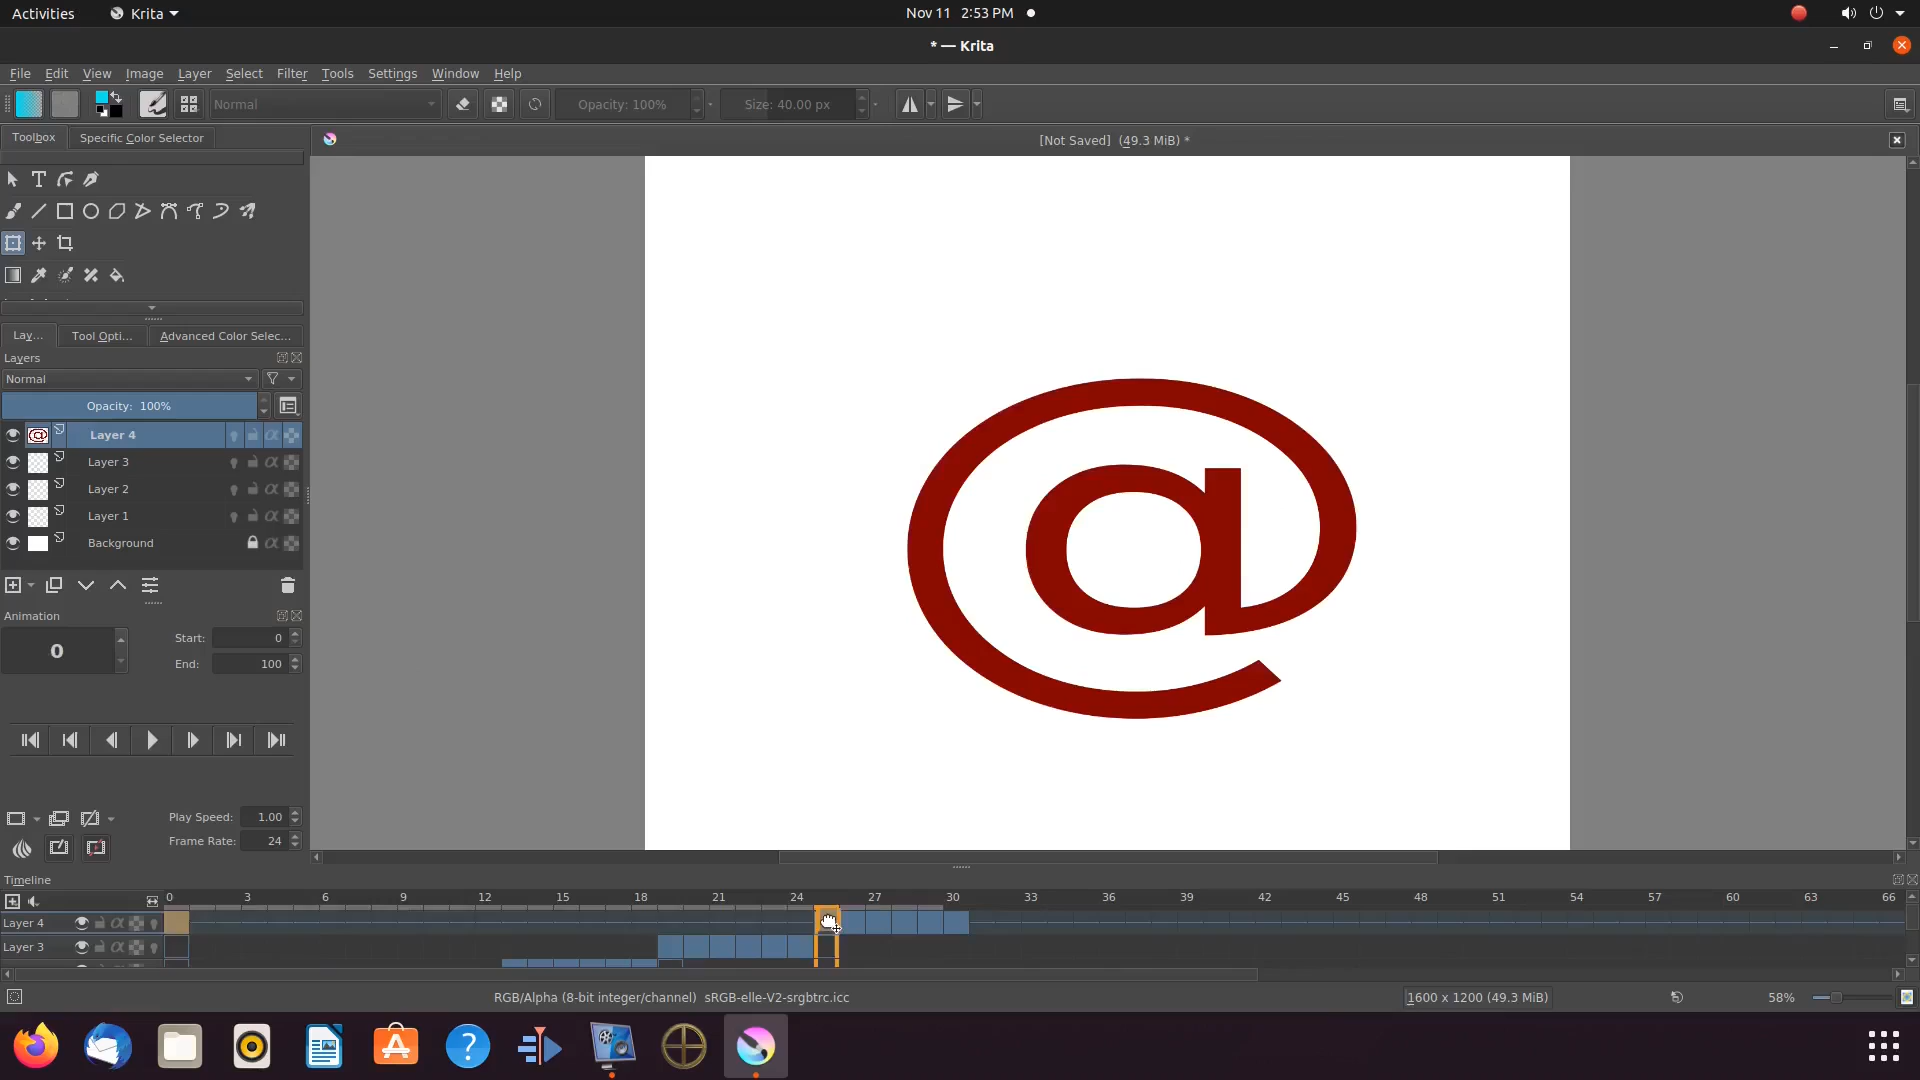 Activities
Krita
Nov 11 2:53 PM
* — Krita
File Edit View Image Layer Select Filter Tools Settings Window Help
Normal
Opacity: 100%
Size: 40.00 px
Toolbox
Specific Color Selector
[Not Saved] (49.3 MiB) *
@
Lay...
Tool Opti...
Advanced Color Selec...
Layers
Normal
Opacity: 100%
Layer 4
Layer 3
Layer 2
Layer 1
Background
Animation
0
Start: 0
End: 100
Play Speed: 1.00
Frame Rate: 24
Timeline
0 3 6 9 12 15 18 21 24 27 30 33 36 39 42 45 48 51 54 57 60 63 66
Layer 4
Layer 3
RGB/Alpha (8-bit integer/channel) sRGB-elle-V2-srgbtrc.icc
1600 x 1200 (49.3 MiB)
58%